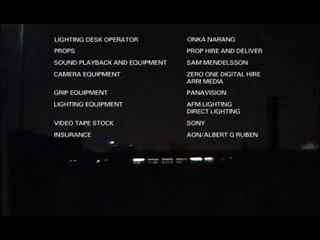 LIGHTING DESK OPERATOR ONKA NARANG
PROPS PROP HIRE AND DELIVER
SOUND PLAYBACK AND EQUIPMENT SAM MENDELSSON
CAMERA EQUIPMENT ZERO ONE DIGITAL HIRE
ARRI MEDIA
GRIP EQUIPMENT PANAVISION
LIGHTING EQUIPMENT AFM LIGHTING
DIRECT LIGHTING
VIDEO TAPE STOCK SONY
INSURANCE AON/ALBERT G RUBEN